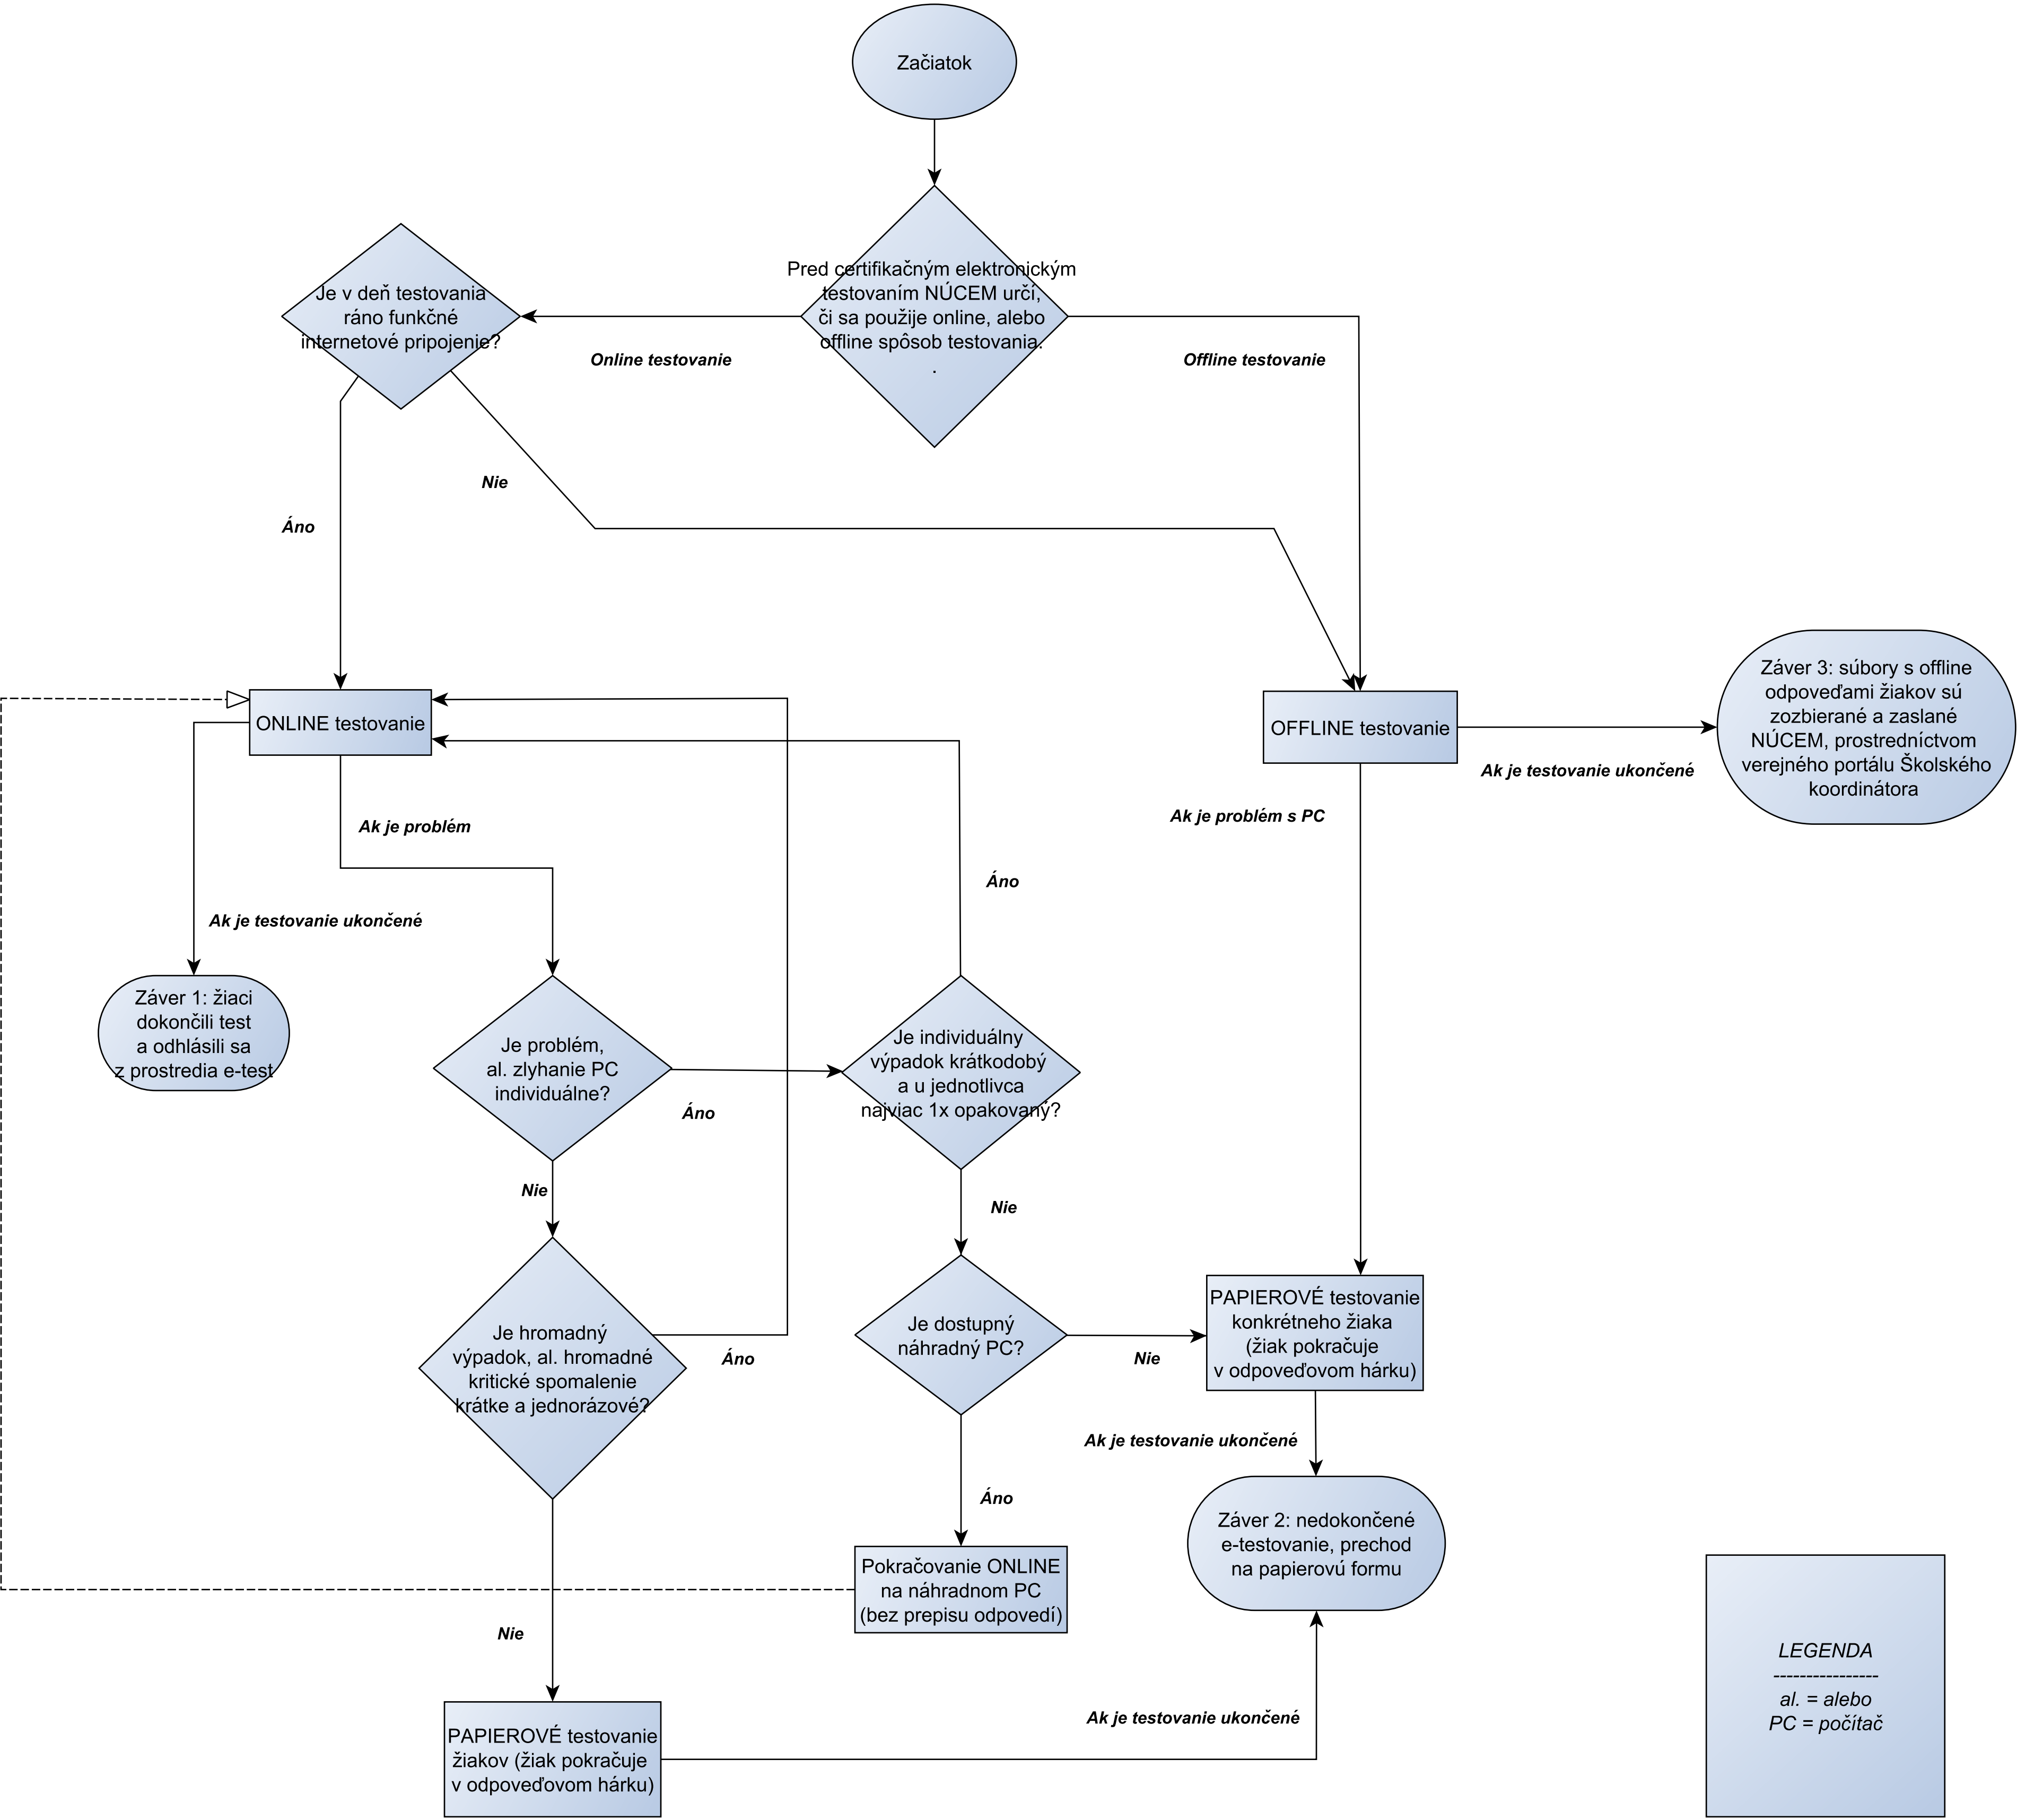 Začiatok
Pred certifikačným elektronickým
testovaním NÚCEM určí,
či sa použije online, alebo
offline spôsob testovania.
.
Je v deň testovania
ráno funkčné
internetové pripojenie?
Online testovanie
Offline testovanie
Nie
Áno
ONLINE testovanie
OFFLINE testovanie
Záver 3: súbory s offline
odpoveďami žiakov sú
zozbierané a zaslané
NÚCEM, prostredníctvom
verejného portálu Školského
koordinátora
Ak je testovanie ukončené
Ak je problém s PC
Ak je problém
Áno
Ak je testovanie ukončené
Záver 1: žiaci
dokončili test
a odhlásili sa
z prostredia e-test
Je problém,
al. zlyhanie PC
individuálne?
Áno
Je individuálny
výpadok krátkodobý
a u jednotlivca
najviac 1x opakovaný?
Nie
Nie
Je hromadný
výpadok, al. hromadné
kritické spomalenie
krátke a jednorázové?
Áno
Je dostupný
náhradný PC?
Nie
PAPIEROVÉ testovanie
konkrétneho žiaka
(žiak pokračuje
v odpoveďovom hárku)
Ak je testovanie ukončené
Áno
Záver 2: nedokončené
e-testovanie, prechod
na papierovú formu
Pokračovanie ONLINE
na náhradnom PC
(bez prepisu odpovedí)
Nie
PAPIEROVÉ testovanie
žiakov (žiak pokračuje
v odpoveďovom hárku)
Ak je testovanie ukončené
LEGENDA
----------------
al. = alebo
PC = počítač